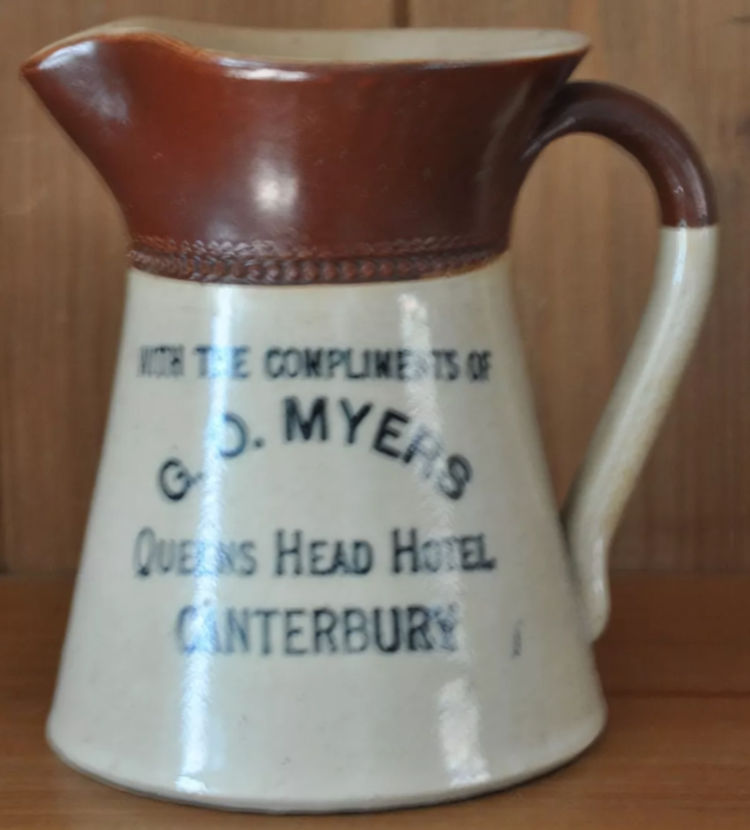 WITH THE COMPLIMENTS OF
G. D. MYERS
QUEENS HEAD HOTEL
CANTERBURY